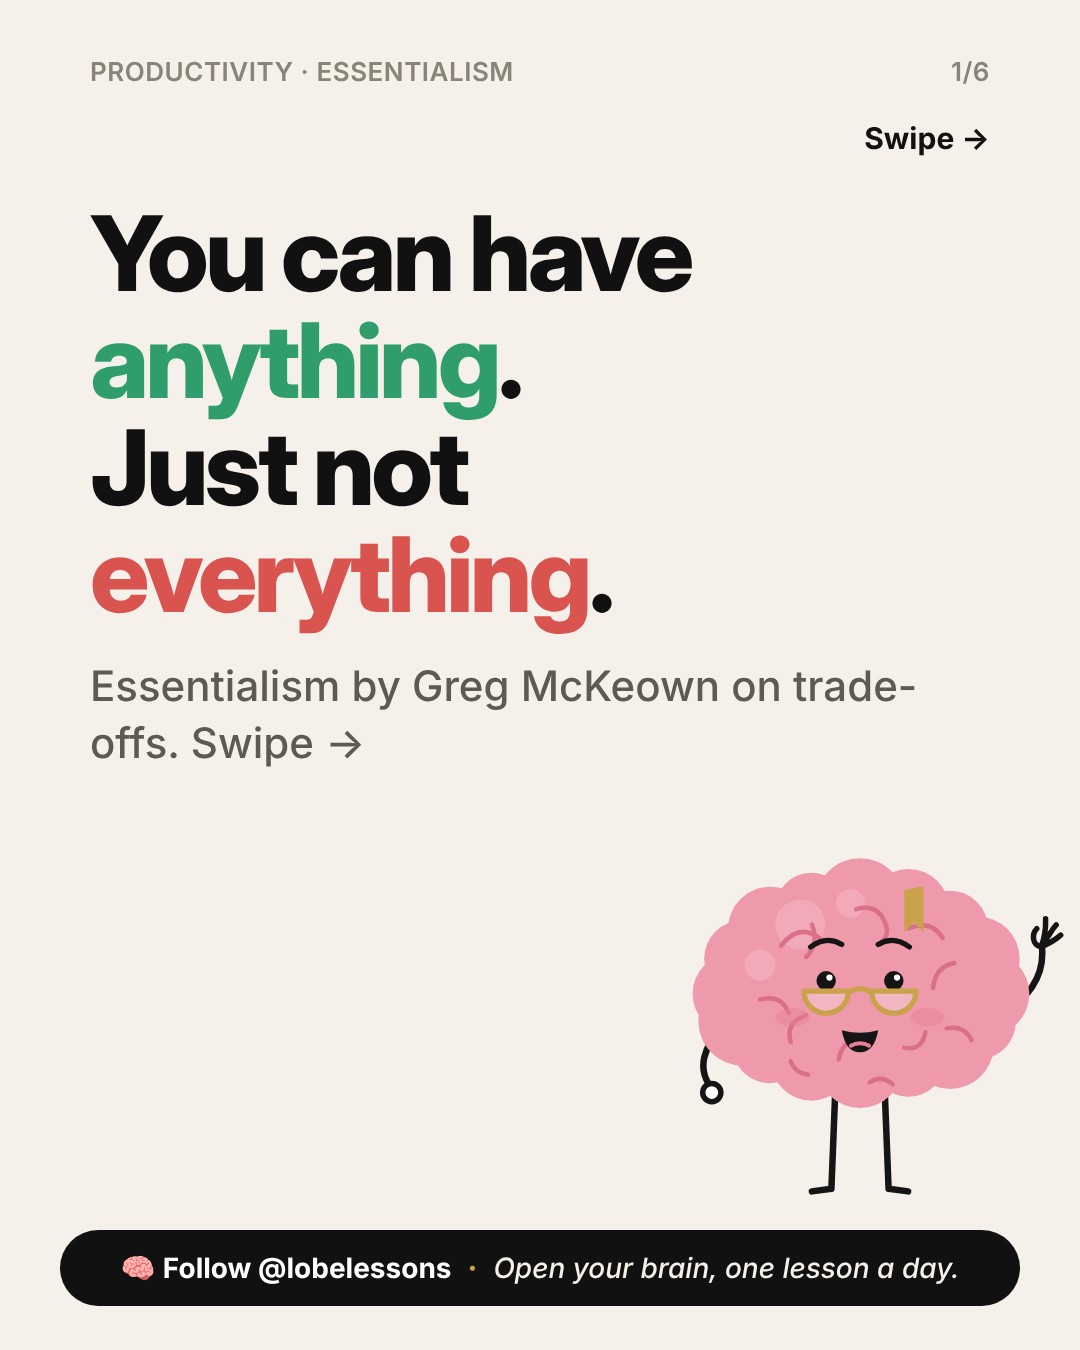 PRODUCTIVITY · ESSENTIALISM
1/6
Swipe →
You can have
anything.
Just not
everything.
Essentialism by Greg McKeown on trade-
offs. Swipe →
🧠 Follow @lobelessons · Open your brain, one lesson a day.